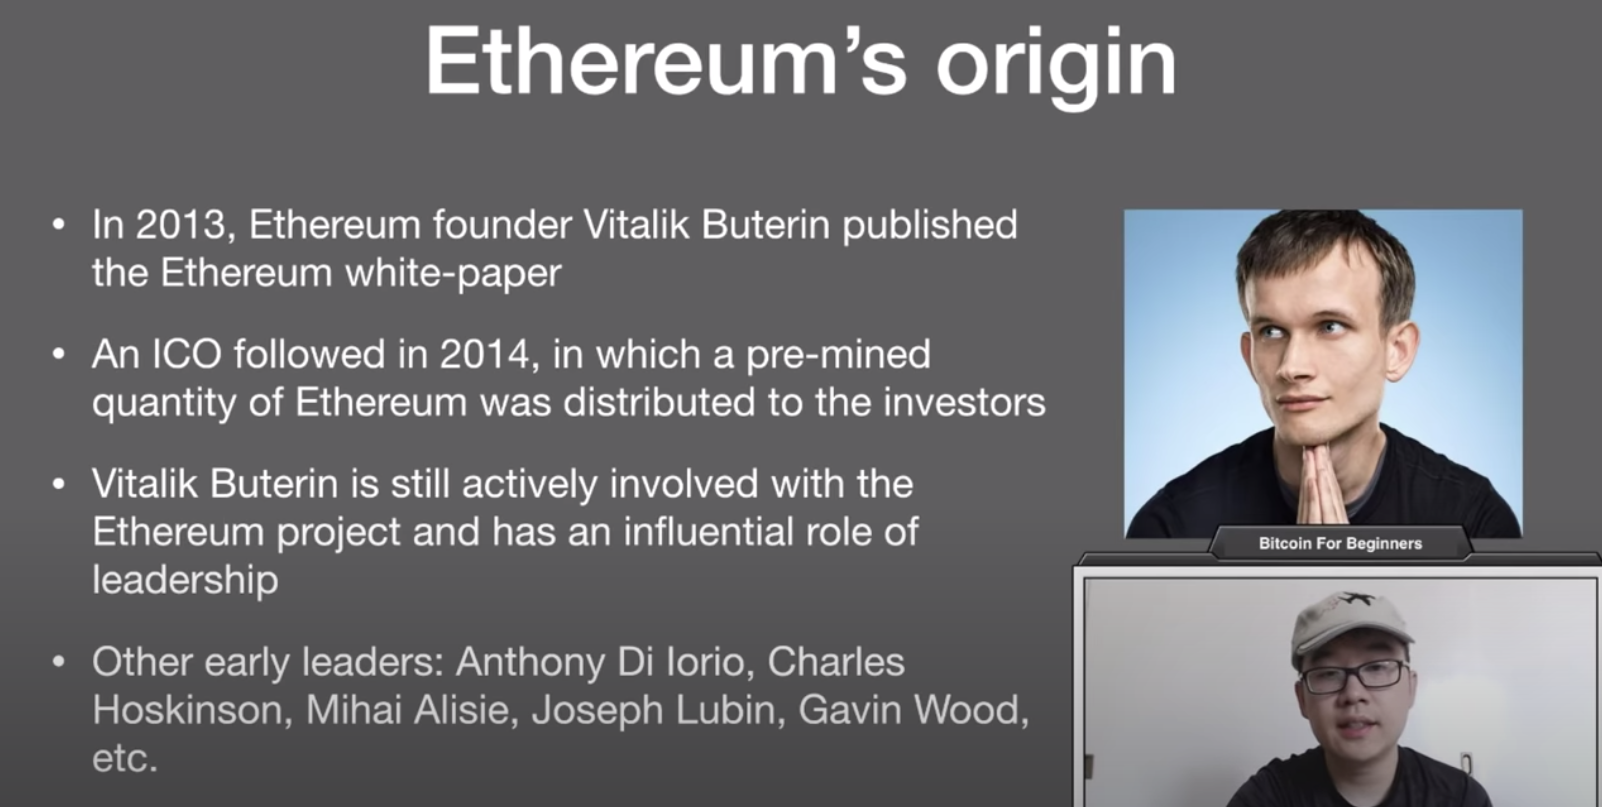 Ethereum’s origin
• In 2013, Ethereum founder Vitalik Buterin published
the Ethereum white-paper
• An ICO followed in 2014, in which a pre-mined
quantity of Ethereum was distributed to the investors
• Vitalik Buterin is still actively involved with the
Ethereum project and has an influential role of
leadership
• Other early leaders: Anthony Di Iorio, Charles
Hoskinson, Mihai Alisie, Joseph Lubin, Gavin Wood,
etc.
Bitcoin For Beginners